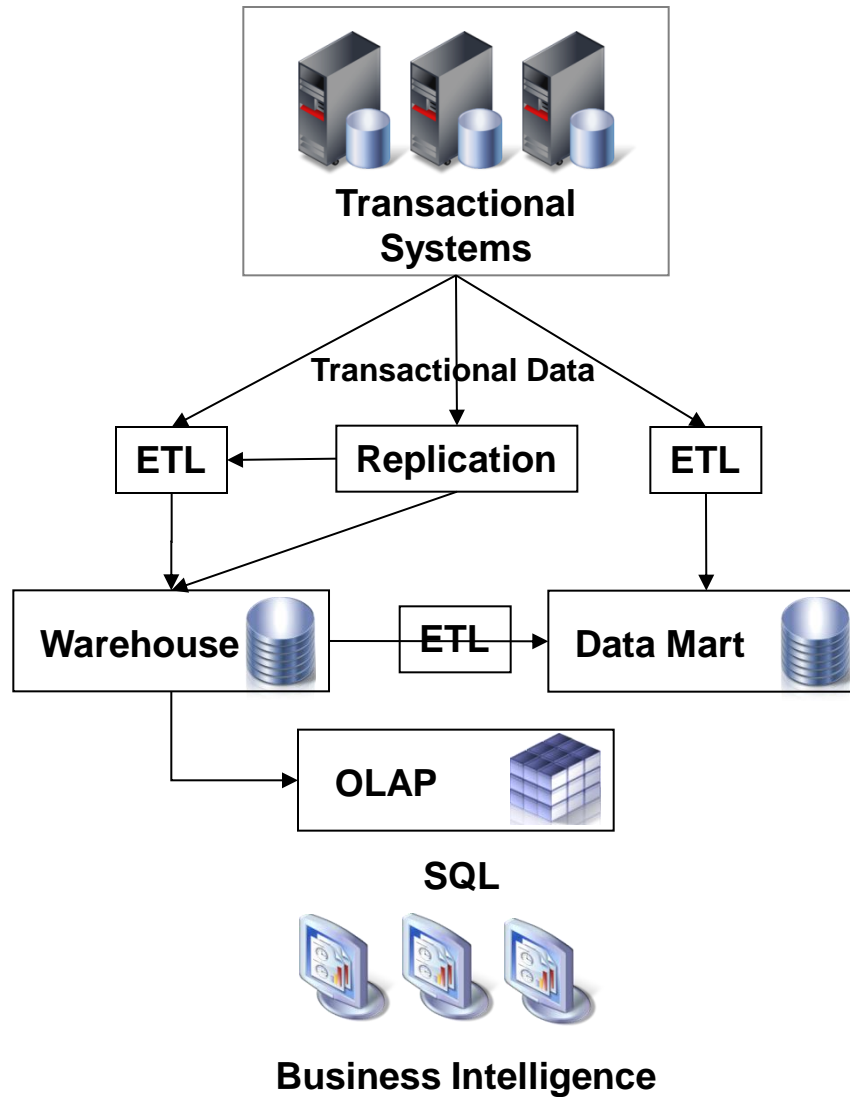 Transactional
Systems
Transactional Data
ETL
Replication
ETL
Warehouse
ETL
Data Mart
OLAP
SQL
Business Intelligence